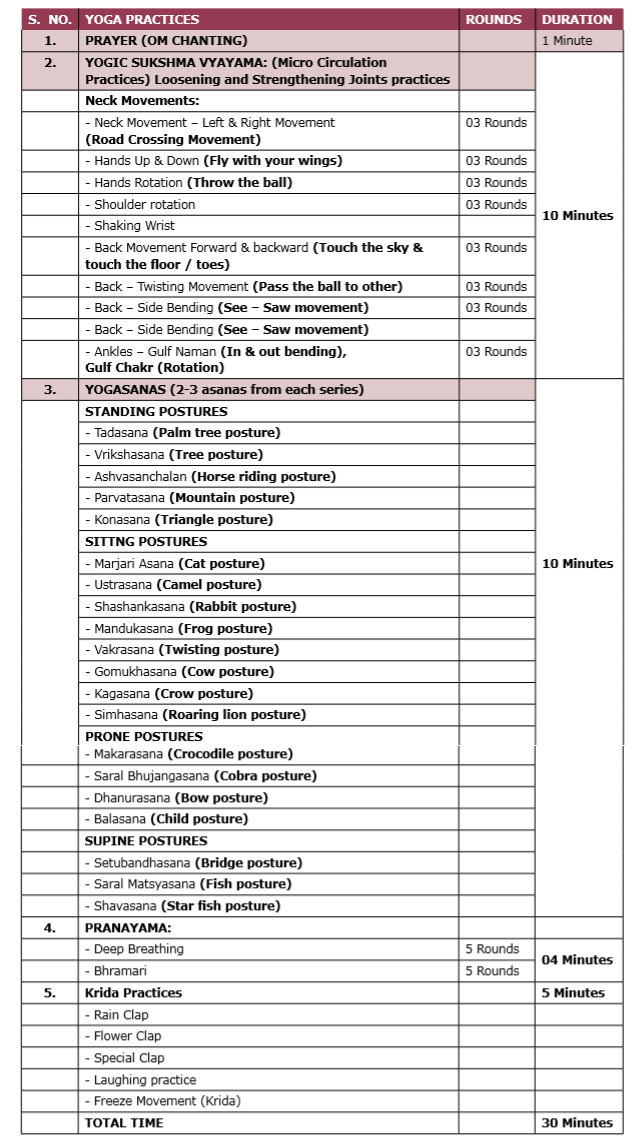 S. NO. YOGA PRACTICES ROUNDS DURATION
1. PRAYER (OM CHANTING) 1 Minute
2. YOGIC SUKSHMA VYAYAMA: (Micro Circulation
Practices) Loosening and Strengthening Joints practices
Neck Movements:
- Neck Movement – Left & Right Movement 03 Rounds
(Road Crossing Movement)
- Hands Up & Down (Fly with your wings) 03 Rounds
- Hands Rotation (Throw the ball) 03 Rounds
- Shoulder rotation 03 Rounds
10 Minutes
- Shaking Wrist
- Back Movement Forward & backward (Touch the sky & 03 Rounds
touch the floor / toes)
- Back – Twisting Movement (Pass the ball to other) 03 Rounds
- Back – Side Bending (See – Saw movement) 03 Rounds
- Back – Side Bending (See – Saw movement)
- Ankles – Gulf Naman (In & out bending), 03 Rounds
Gulf Chakr (Rotation)
3. YOGASANAS (2-3 asanas from each series)
STANDING POSTURES
- Tadasana (Palm tree posture)
- Vrikshasana (Tree posture)
- Ashvasanchalan (Horse riding posture)
- Parvatasana (Mountain posture)
- Konasana (Triangle posture)
SITTNG POSTURES
- Marjari Asana (Cat posture) 10 Minutes
- Ustrasana (Camel posture)
- Shashankasana (Rabbit posture)
- Mandukasana (Frog posture)
- Vakrasana (Twisting posture)
- Gomukhasana (Cow posture)
- Kagasana (Crow posture)
- Simhasana (Roaring lion posture)
PRONE POSTURES
- Makarasana (Crocodile posture)
- Saral Bhujangasana (Cobra posture)
- Dhanurasana (Bow posture)
- Balasana (Child posture)
SUPINE POSTURES
- Setubandhasana (Bridge posture)
- Saral Matsyasana (Fish posture)
- Shavasana (Star fish posture)
4. PRANAYAMA:
- Deep Breathing 5 Rounds
04 Minutes
- Bhramari 5 Rounds
5. Krida Practices 5 Minutes
- Rain Clap
- Flower Clap
- Special Clap
- Laughing practice
- Freeze Movement (Krida)
TOTAL TIME 30 Minutes